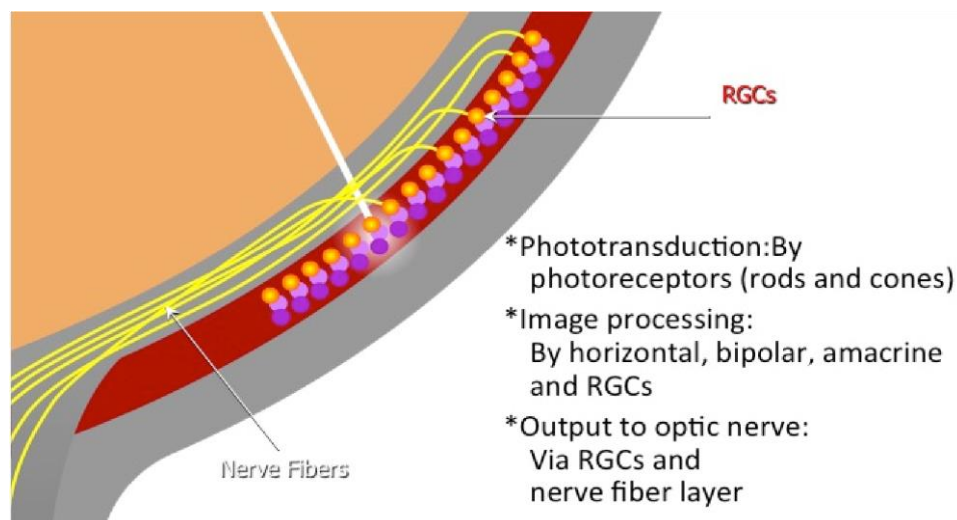 RGCs
*Phototransduction:By
photoreceptors (rods and cones)
*Image processing:
By horizontal, bipolar, amacrine
and RGCs
*Output to optic nerve:
Via RGCs and
nerve fiber layer
Nerve Fibers